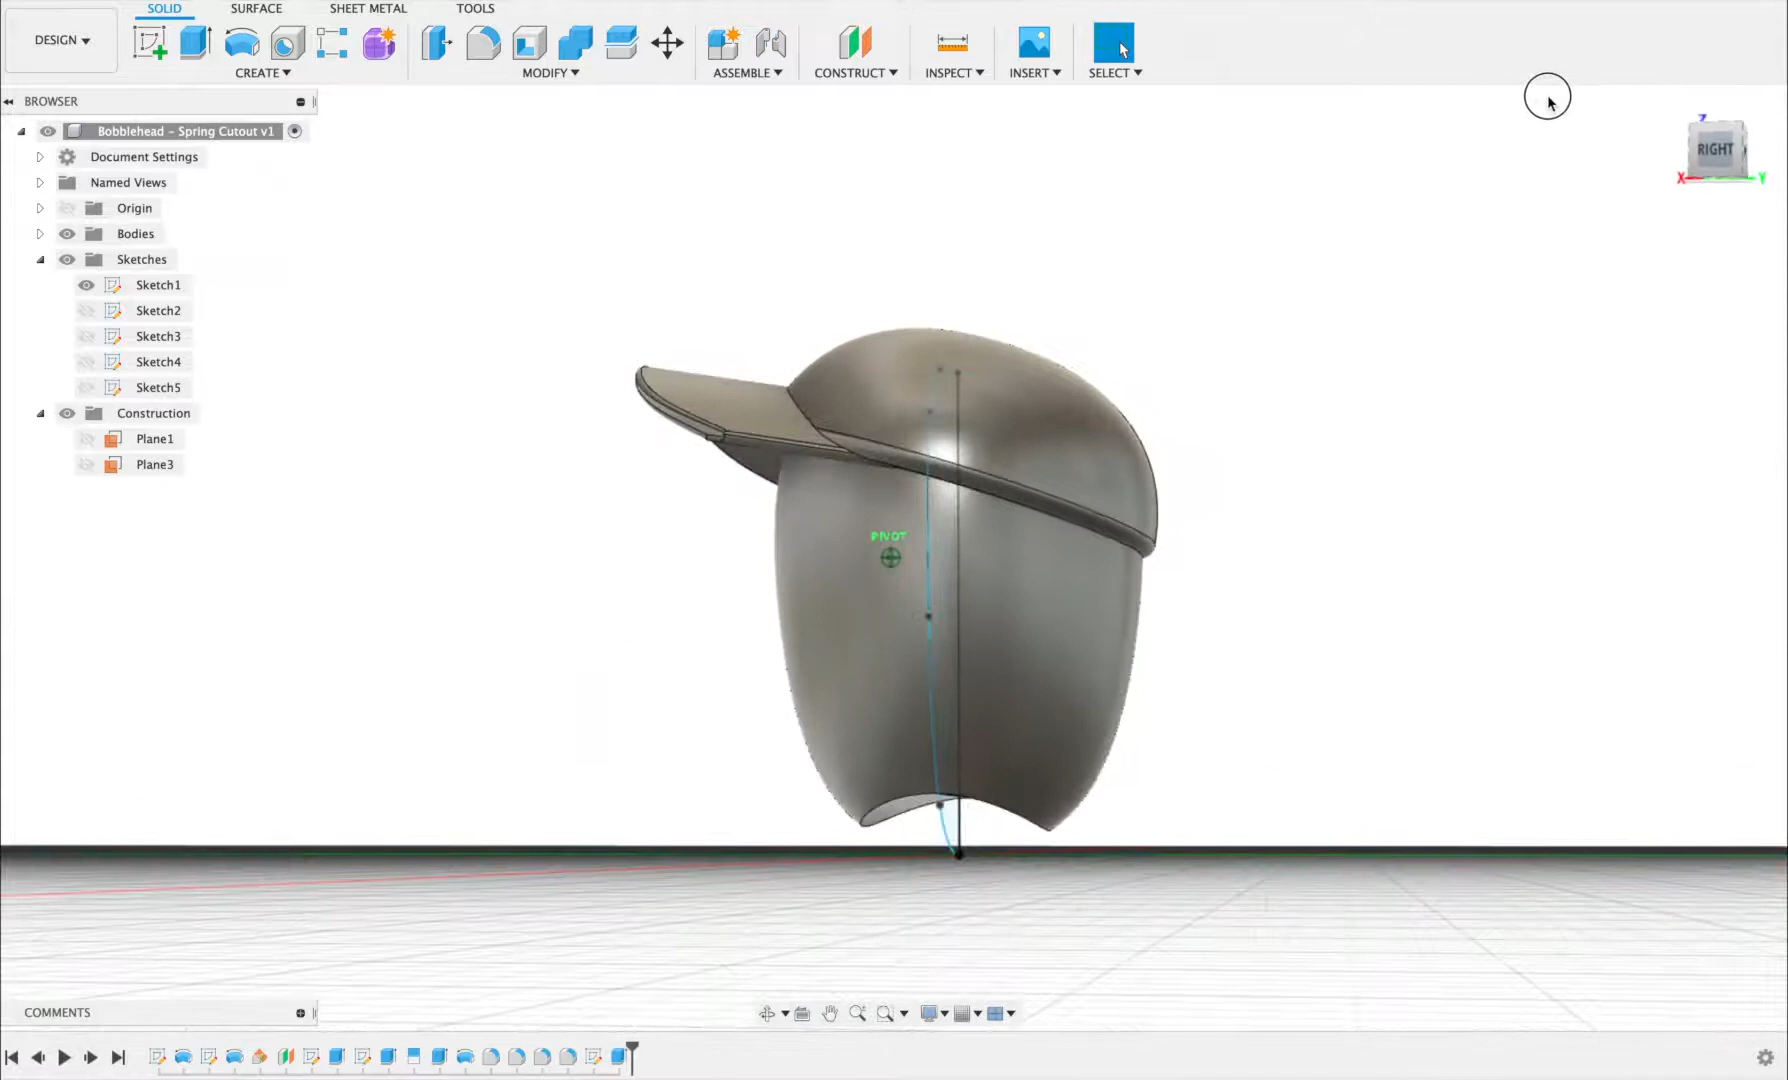 SOLID SURFACE SHEET METAL TOOLS
DESIGN
CREATE MODIFY ASSEMBLE CONSTRUCT INSPECT INSERT SELECT
BROWSER
Bobblehead - Spring Cutout v1
Document Settings
Named Views
Origin
Bodies
Sketches
Sketch1
Sketch2
Sketch3
Sketch4
Sketch5
Construction
Plane1
Plane3
Z
RIGHT
X Y
PIVOT
COMMENTS